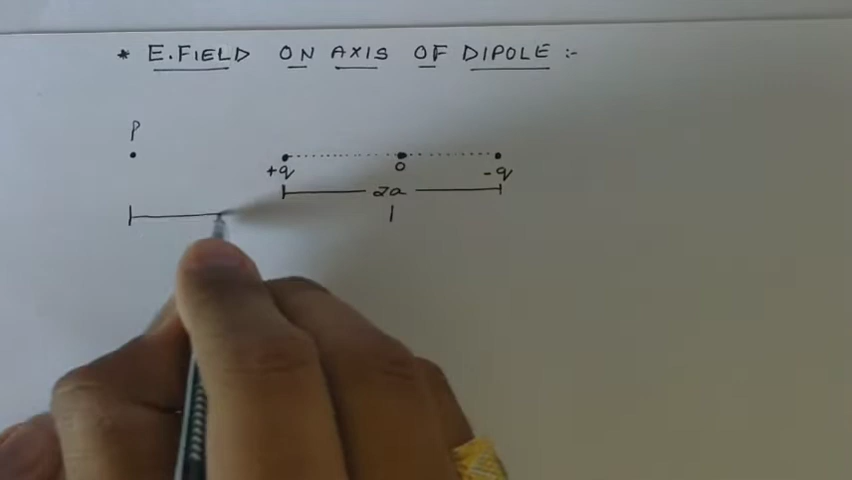 * E.FIELD ON AXIS OF DIPOLE :-
P
+q O -q
2a